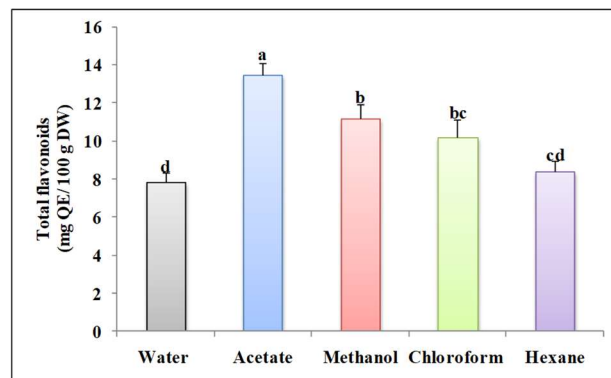 Total flavonoids
(mg QE/ 100 g DW)
16
14
12
10
8
6
4
2
0
d
a
b
bc
cd
Water Acetate Methanol Chloroform Hexane